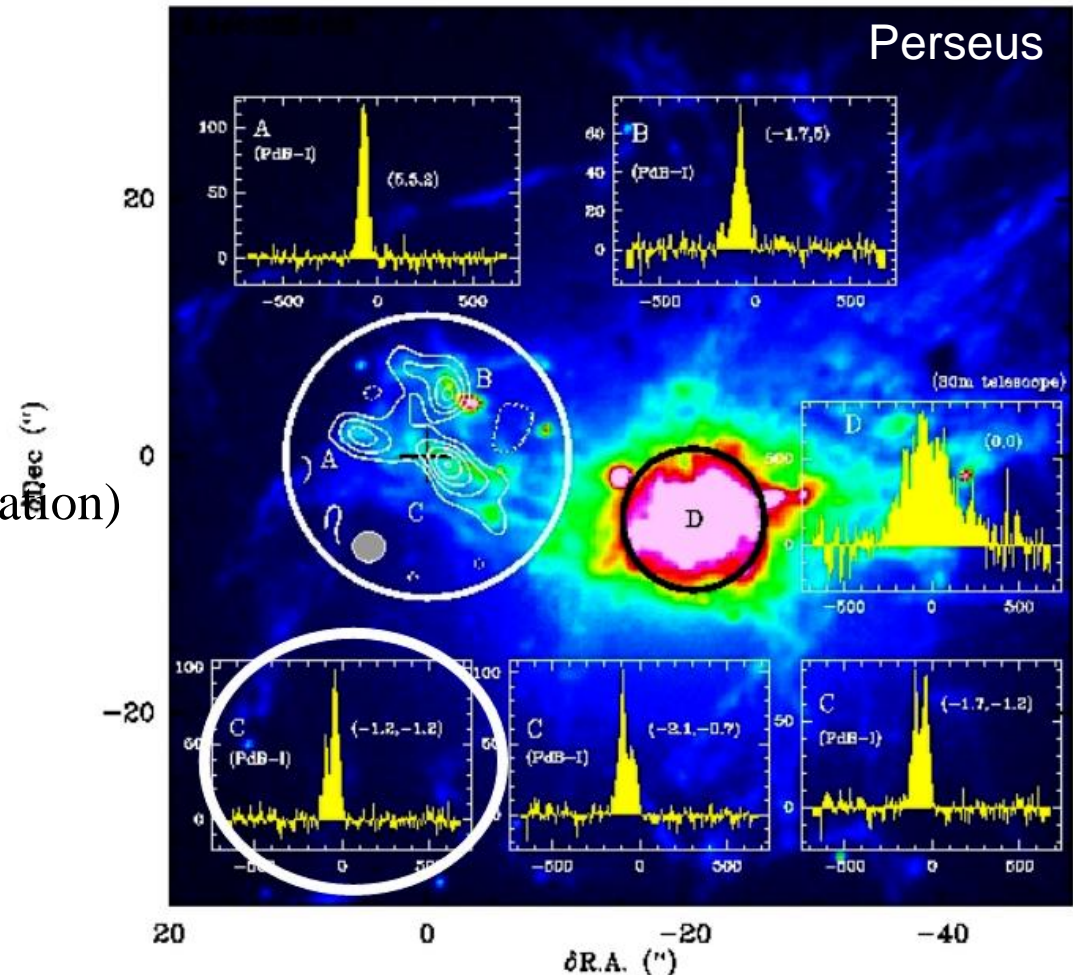 Perseus
A
(PdB-I)
(5.5.2)
100
50
0
-500 0 500
B
(PdB-I)
(-1.7,5)
60
40
20
0
-500 0 500
20
0
-20
δDec (")
ation)
A
B
C
D
(30m telescope)
D
(0,0)
500
0
-500 0 500
C
(PdB-I)
(-1.2,-1.2)
100
50
0
-500 0 500
C
(PdB-I)
(-2.1,-0.7)
100
50
0
-500 0 500
C
(PdB-I)
(-1.7,-1.2)
50
0
-500 0 500
20 0 -20 -40
δR.A. (")